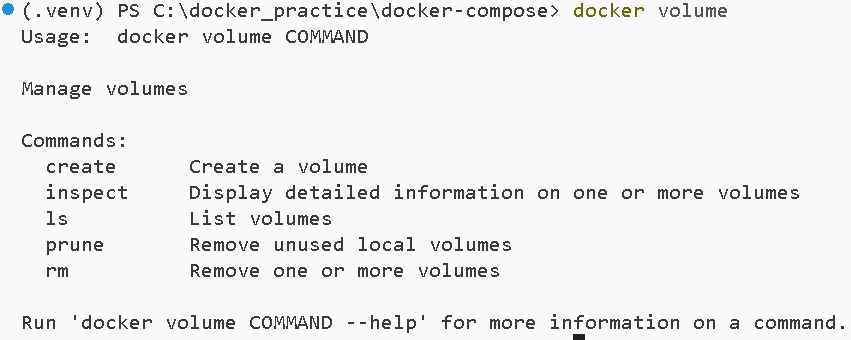 (.venv) PS C:\docker_practice\docker-compose> docker volume
Usage:  docker volume COMMAND

Manage volumes

Commands:
  create      Create a volume
  inspect     Display detailed information on one or more volumes
  ls          List volumes
  prune       Remove unused local volumes
  rm          Remove one or more volumes

Run 'docker volume COMMAND --help' for more information on a command.